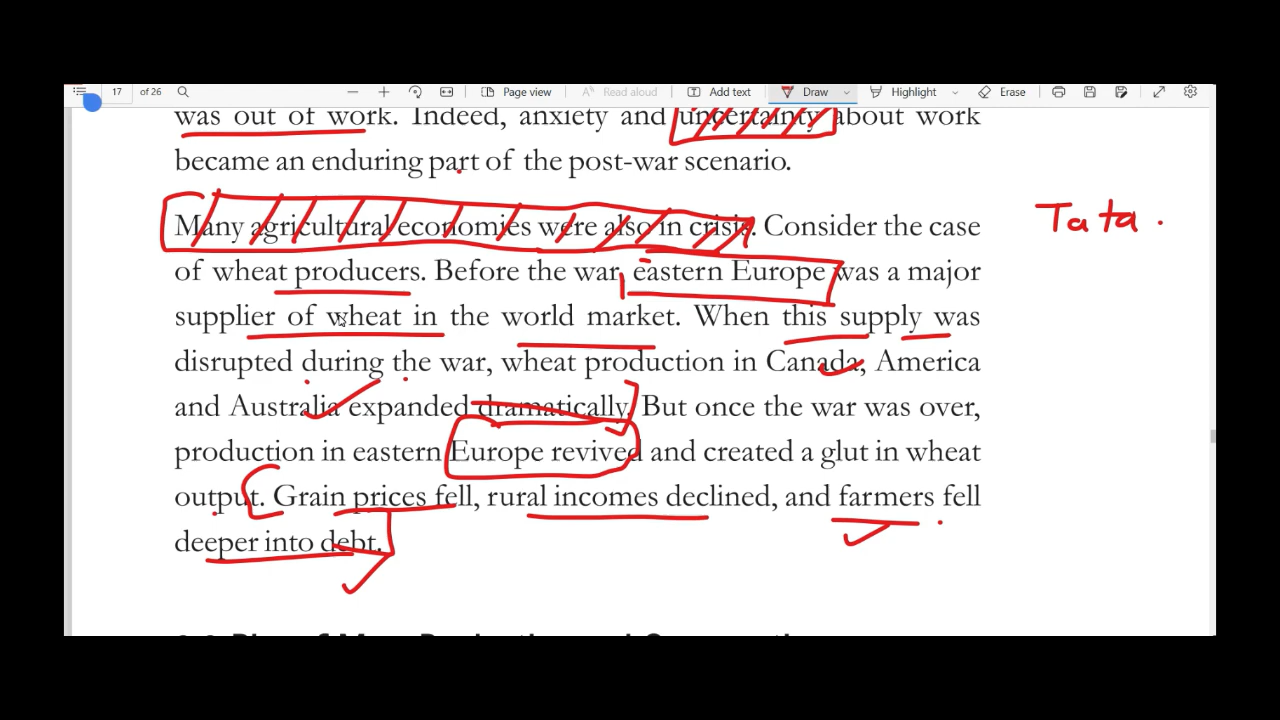 17 of 26 Page view Read aloud Add text Draw Highlight Erase
was out of work. Indeed, anxiety and uncertainty about work
became an enduring part of the post-war scenario.
Many agricultural economies were also in crisis. Consider the case
Tata.
of wheat producers. Before the war, eastern Europe was a major
supplier of wheat in the world market. When this supply was
disrupted during the war, wheat production in Canada, America
and Australia expanded dramatically. But once the war was over,
production in eastern Europe revived and created a glut in wheat
output. Grain prices fell, rural incomes declined, and farmers fell
deeper into debt.